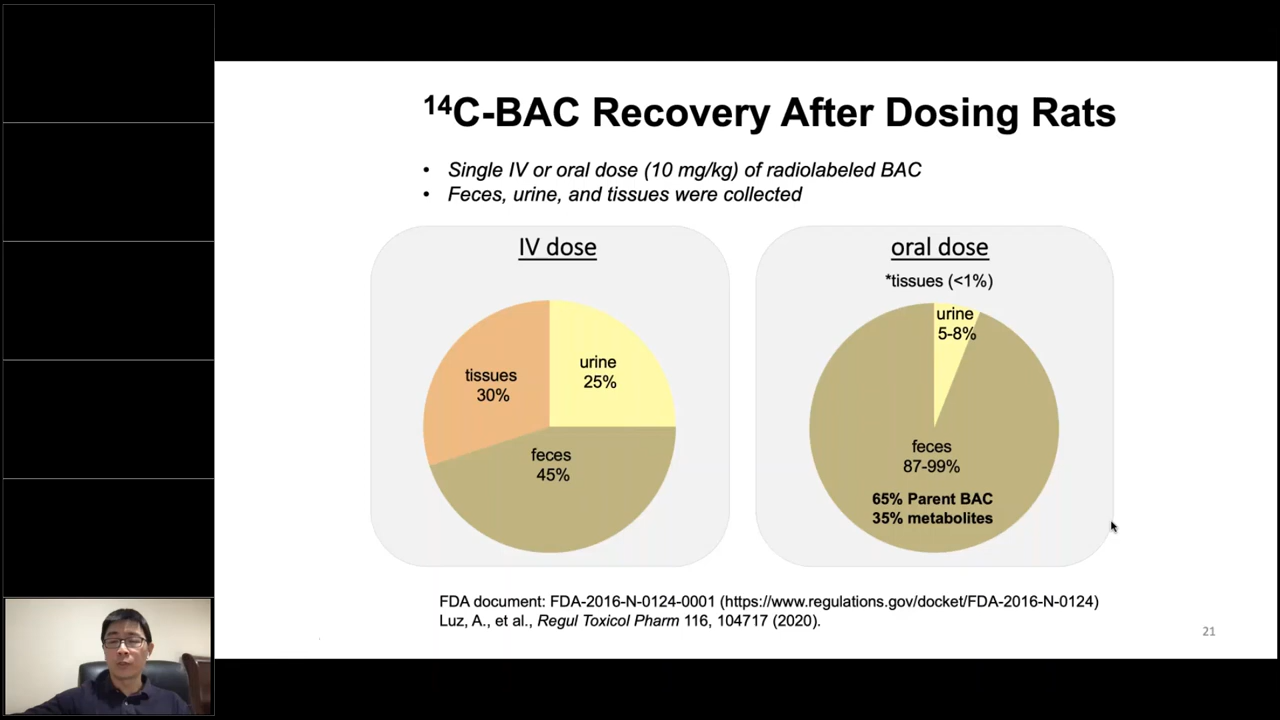 ¹⁴C-BAC Recovery After Dosing Rats
• Single IV or oral dose (10 mg/kg) of radiolabeled BAC
• Feces, urine, and tissues were collected
IV dose
urine
25%
tissues
30%
feces
45%
oral dose
*tissues (<1%)
urine
5-8%
feces
87-99%
65% Parent BAC
35% metabolites
FDA document: FDA-2016-N-0124-0001 (https://www.regulations.gov/docket/FDA-2016-N-0124)
Luz, A., et al., Regul Toxicol Pharm 116, 104717 (2020).
21